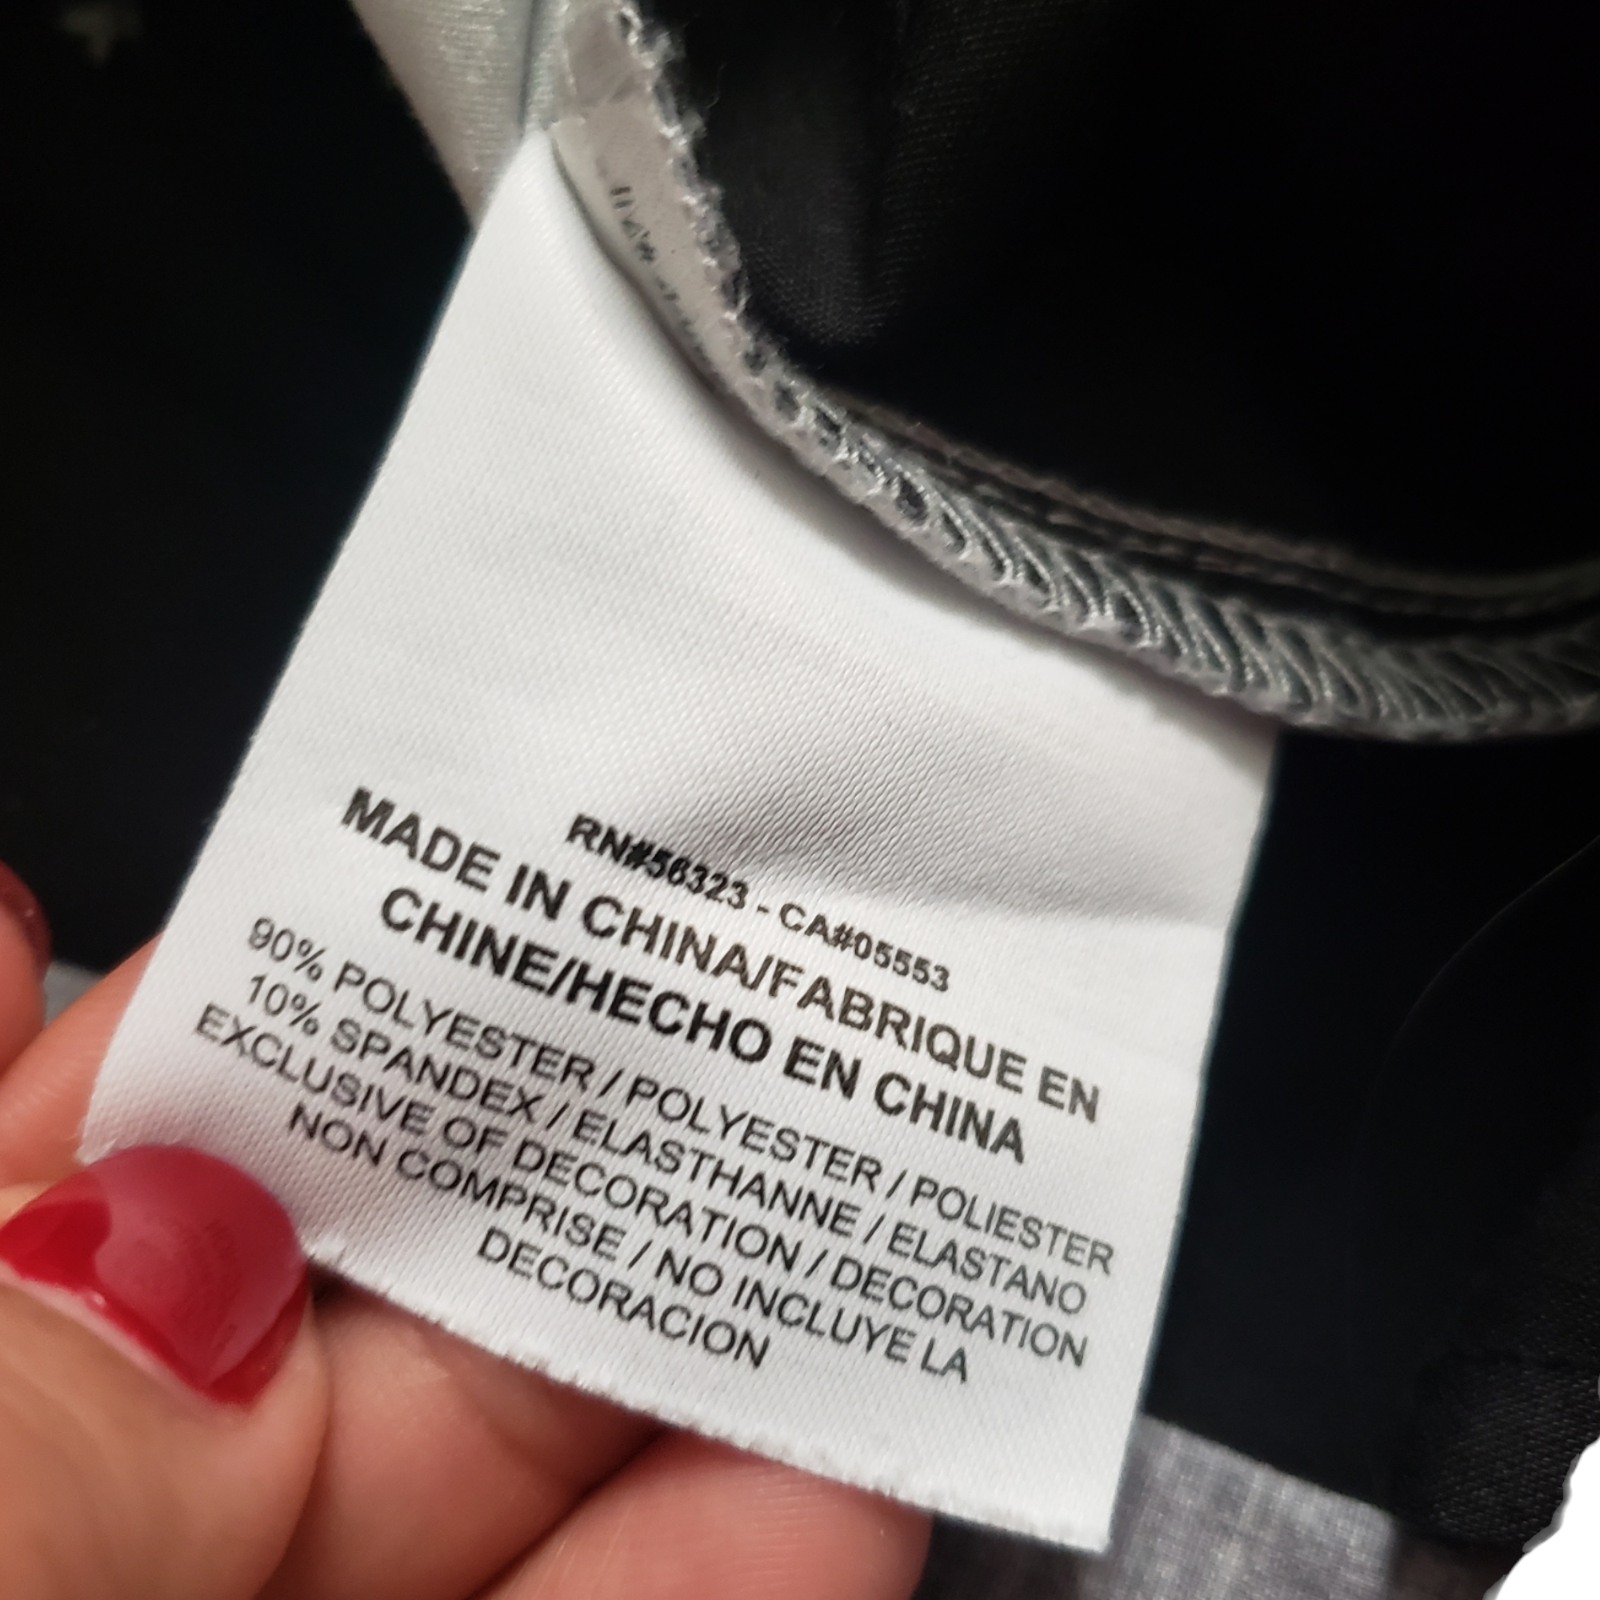 RN#56323 - CA#05553
MADE IN CHINA/FABRIQUE EN
CHINE/HECHO EN CHINA
90% POLYESTER / POLYESTER / POLIESTER
10% SPANDEX / ELASTHANNE / ELASTANO
EXCLUSIVE OF DECORATION / DECORATION
NON COMPRISE / NO INCLUYE LA
DECORACION